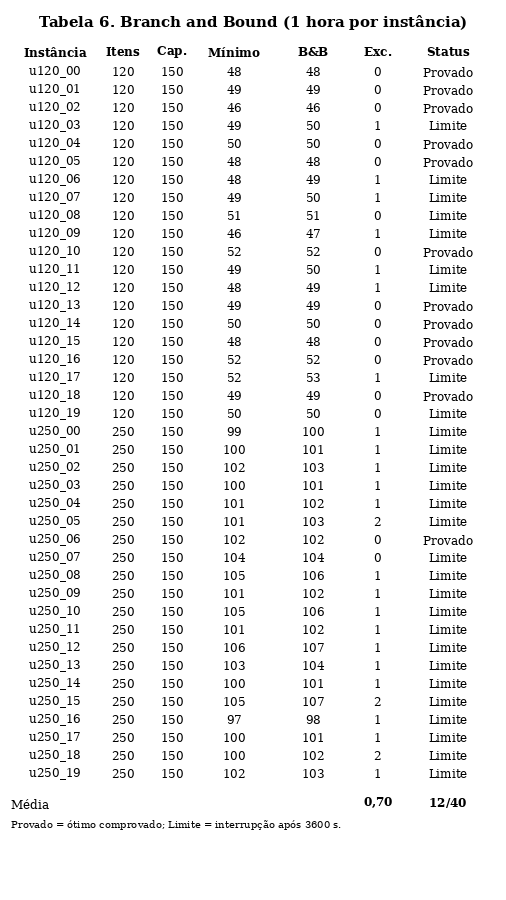 Tabela 6. Branch and Bound (1 hora por instância)
Instância Itens Cap. Mínimo B&B Exc. Status
u120_00 120 150 48 48 0 Provado
u120_01 120 150 49 49 0 Provado
u120_02 120 150 46 46 0 Provado
u120_03 120 150 49 50 1 Limite
u120_04 120 150 50 50 0 Provado
u120_05 120 150 48 48 0 Provado
u120_06 120 150 48 49 1 Limite
u120_07 120 150 49 50 1 Limite
u120_08 120 150 51 51 0 Limite
u120_09 120 150 46 47 1 Limite
u120_10 120 150 52 52 0 Provado
u120_11 120 150 49 50 1 Limite
u120_12 120 150 48 49 1 Limite
u120_13 120 150 49 49 0 Provado
u120_14 120 150 50 50 0 Provado
u120_15 120 150 48 48 0 Provado
u120_16 120 150 52 52 0 Provado
u120_17 120 150 52 53 1 Limite
u120_18 120 150 49 49 0 Provado
u120_19 120 150 50 50 0 Limite
u250_00 250 150 99 100 1 Limite
u250_01 250 150 100 101 1 Limite
u250_02 250 150 102 103 1 Limite
u250_03 250 150 100 101 1 Limite
u250_04 250 150 101 102 1 Limite
u250_05 250 150 101 103 2 Limite
u250_06 250 150 102 102 0 Provado
u250_07 250 150 104 104 0 Limite
u250_08 250 150 105 106 1 Limite
u250_09 250 150 101 102 1 Limite
u250_10 250 150 105 106 1 Limite
u250_11 250 150 101 102 1 Limite
u250_12 250 150 106 107 1 Limite
u250_13 250 150 103 104 1 Limite
u250_14 250 150 100 101 1 Limite
u250_15 250 150 105 107 2 Limite
u250_16 250 150 97 98 1 Limite
u250_17 250 150 100 101 1 Limite
u250_18 250 150 100 102 2 Limite
u250_19 250 150 102 103 1 Limite
Média 0,70 12/40
Provado = ótimo comprovado; Limite = interrupção após 3600 s.